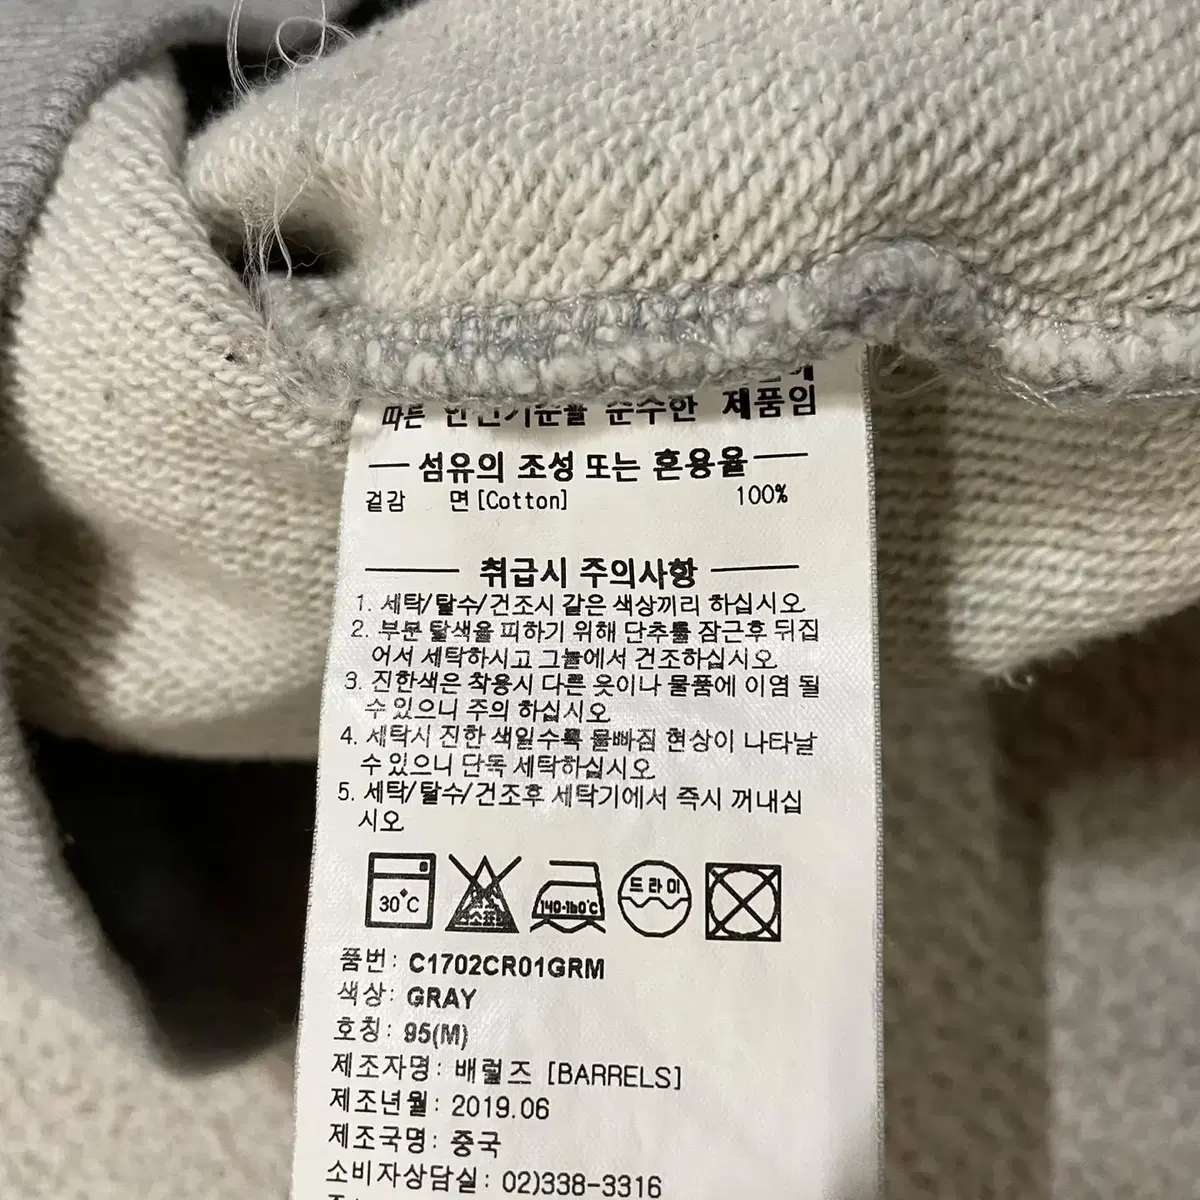 따른 안전기준을 준수한 제품임
섬유의 조성 또는 혼용율
겉감 면[Cotton] 100%
취급시 주의사항
1. 세탁/탈수/건조시 같은 색상끼리 하십시오
2. 부분 탈색을 피하기 위해 단추를 잠근후 뒤집
어서 세탁하시고 그늘에서 건조하십시오
3. 진한색은 착용시 다른 옷이나 물품에 이염 될
수 있으니 주의 하십시오
4. 세탁시 진한 색일수록 물빠짐 현상이 나타날
수 있으니 단독 세탁하십시오
5. 세탁/탈수/건조후 세탁기에서 즉시 꺼내십
시오
30°C 염소표백 140-160°C 드라이
품번: C1702CR01GRM
색상: GRAY
호칭: 95(M)
제조자명: 배럴즈 [BARRELS]
제조년월: 2019.06
제조국명: 중국
소비자상담실: 02)338-3316